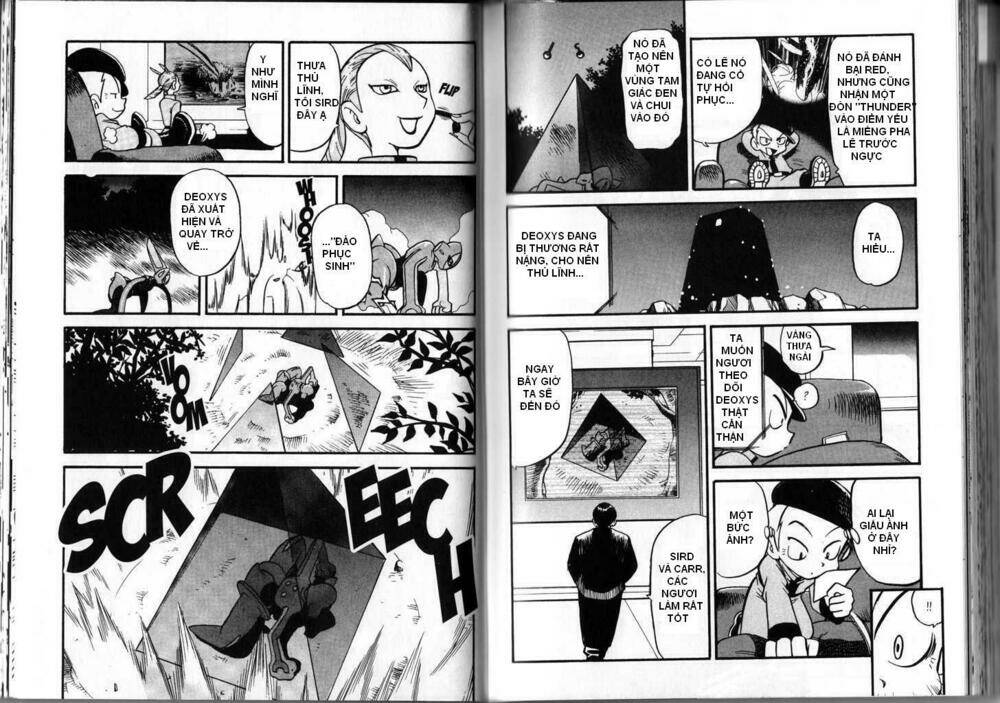 Y
NHƯ
MÌNH
NGHĨ
THƯA
THỦ
LĨNH,
TÔI SIRD
ĐÂY Ạ
FLIP
DEOXYS
ĐÃ XUẤT
HIỆN VÀ
QUAY TRỞ
VỀ...
WHOOSH
..."ĐẢO
PHỤC
SINH"
VOOM
SCR
EECH
NÓ ĐÃ
TẠO NÊN
MỘT
VÙNG TAM
GIÁC ĐEN
VÀ CHUI
VÀO ĐÓ
CÓ LẼ NÓ
ĐANG CÓ
TỰ HỒI
PHỤC...
NÓ ĐÃ ĐÁNH
BẠI RED,
NHƯNG CŨNG
NHẬN MỘT
ĐÒN "THUNDER"
VÀO ĐIỂM YẾU
LÀ MIẾNG PHA
LÊ TRƯỚC
NGỰC
DEOXYS ĐANG
BỊ THƯƠNG RẤT
NẶNG, CHO NÊN
THỦ LĨNH...
TA
HIỂU...
NGAY
BÂY GIỜ
TA SẼ
ĐẾN ĐÓ
SIRD
VÀ CARR,
CÁC
NGƯƠI
LÀM RẤT
TỐT
TA
MUỐN
NGƯƠI
THEO
DÕI
DEOXYS
THẬT
CẨN
THẬN
VÂNG
THƯA
NGÀI
?
MỘT
BỨC
ẢNH?
AI LẠI
GIẤU ẢNH
Ở ĐÂY
NHỈ?
!!